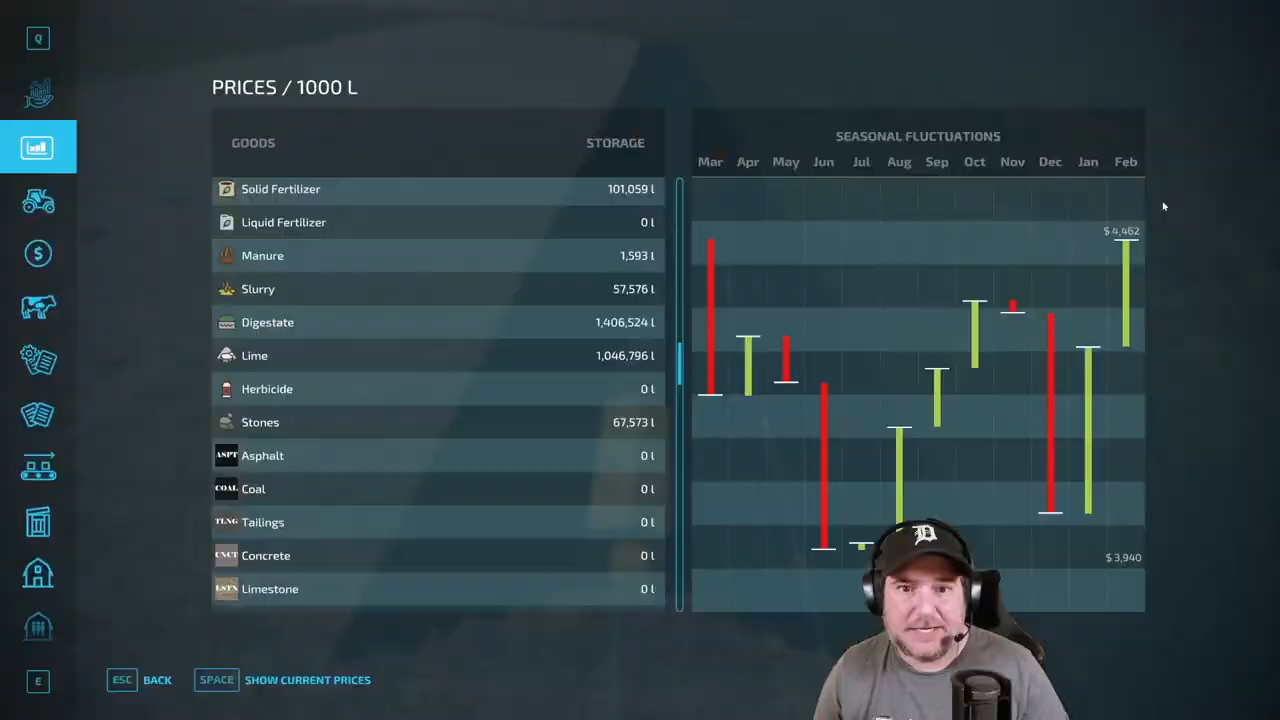 Q
PRICES / 1000 L
GOODS STORAGE
SEASONAL FLUCTUATIONS
Mar Apr May Jun Jul Aug Sep Oct Nov Dec Jan Feb
Solid Fertilizer 101,059 l
Liquid Fertilizer 0 l
$ 4,462
Manure 1,593 l
Slurry 57,576 l
Digestate 1,406,524 l
Lime 1,046,796 l
Herbicide 0 l
Stones 67,573 l
ASPT Asphalt 0 l
COAL Coal 0 l
TLNG Tailings 0 l
CNCT Concrete 0 l
$ 3,940
LSTN Limestone 0 l
E
ESC BACK SPACE SHOW CURRENT PRICES
D